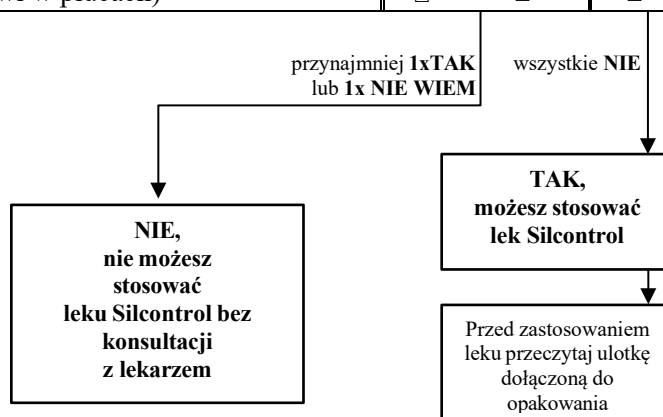 przynajmniej 1xTAK
lub 1x NIE WIEM
wszystkie NIE
NIE,
nie możesz
stosować
leku Silcontrol bez
konsultacji
z lekarzem
TAK,
możesz stosować
lek Silcontrol
Przed zastosowaniem
leku przeczytaj ulotkę
dołączoną do
opakowania